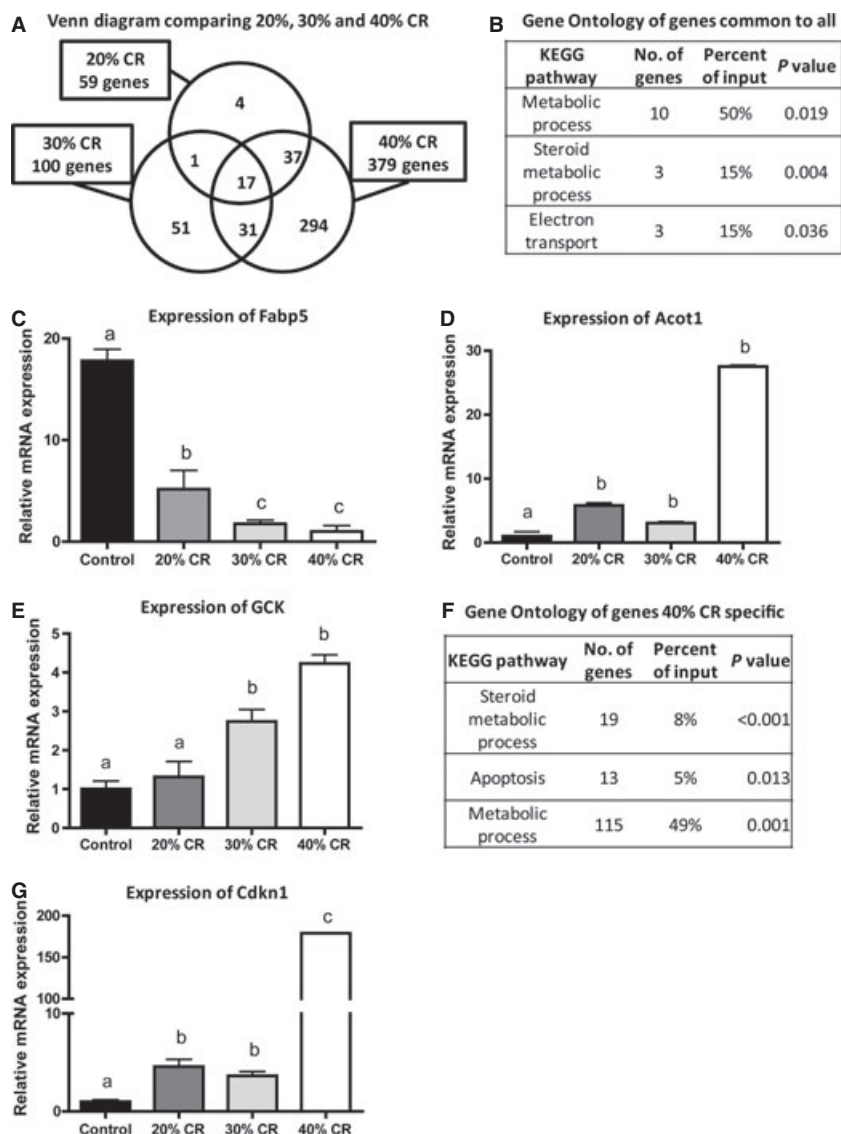 A Venn diagram comparing 20%, 30% and 40% CR
20% CR
59 genes
30% CR
100 genes
40% CR
379 genes
4
1
37
17
51
31
294
B Gene Ontology of genes common to all
KEGG pathway No. of genes Percent of input P value
Metabolic process 10 50% 0.019
Steroid metabolic process 3 15% 0.004
Electron transport 3 15% 0.036
C Expression of Fabp5
Relative mRNA expression
20
10
0
a
b
c
c
Control 20% CR 30% CR 40% CR
D Expression of Acot1
Relative mRNA expression
30
20
10
0
a
b
b
b
Control 20% CR 30% CR 40% CR
E Expression of GCK
Relative mRNA expression
5
4
3
2
1
0
a
a
b
b
Control 20% CR 30% CR 40% CR
F Gene Ontology of genes 40% CR specific
KEGG pathway No. of genes Percent of input P value
Steroid metabolic process 19 8% <0.001
Apoptosis 13 5% 0.013
Metabolic process 115 49% 0.001
G Expression of Cdkn1
Relative mRNA expression
200
150
100
10
0
a
b
b
c
Control 20% CR 30% CR 40% CR